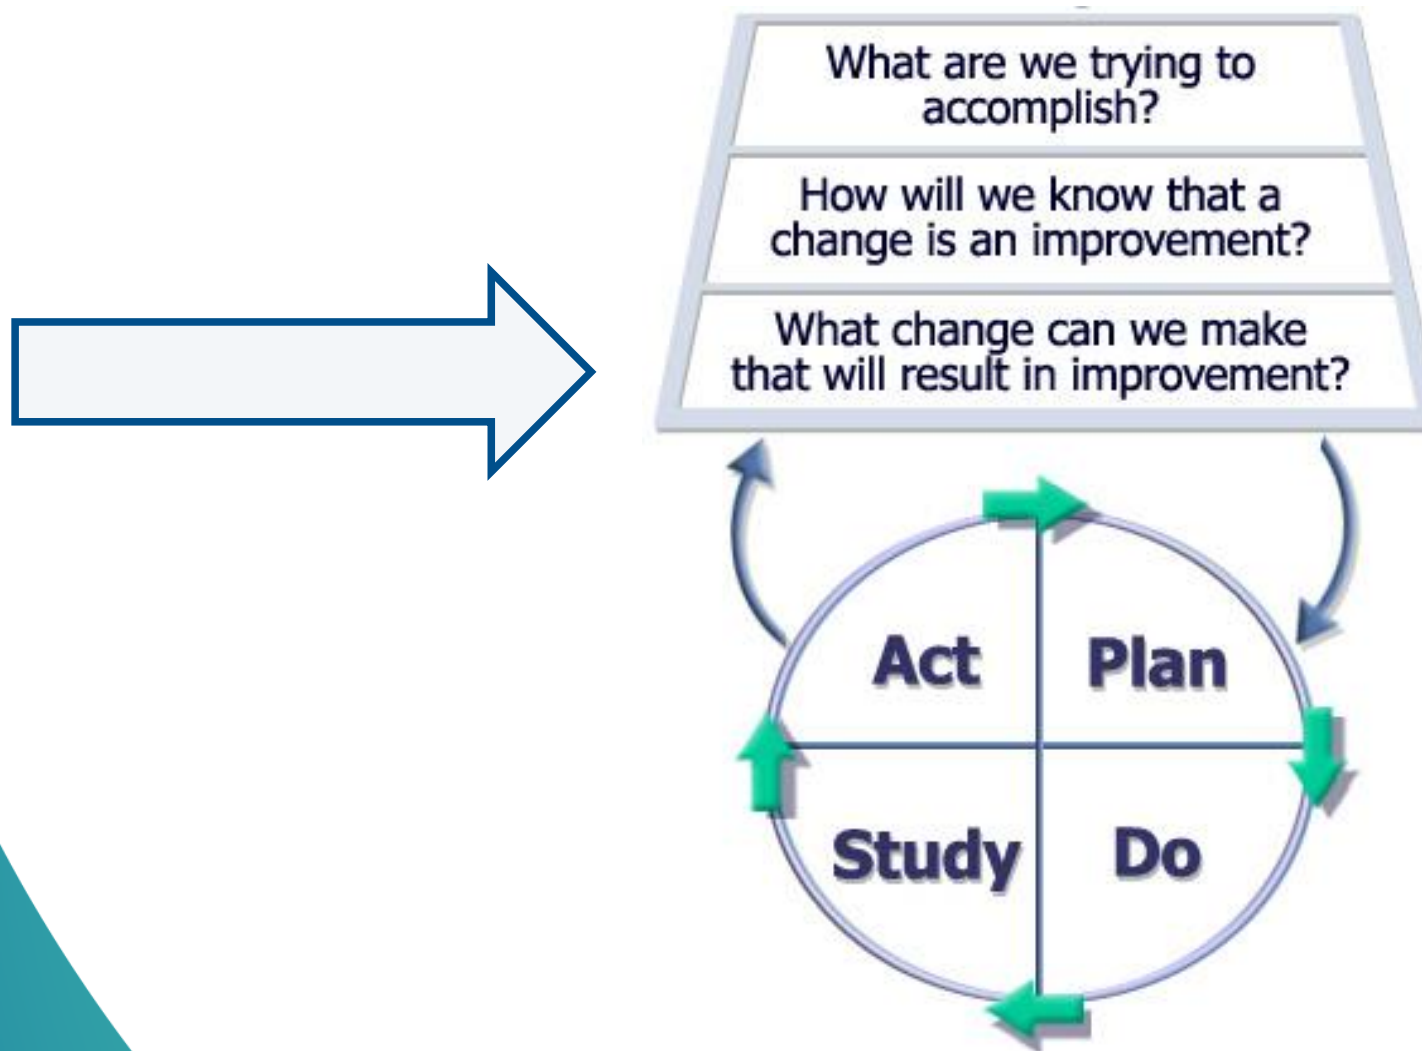 What are we trying to
accomplish?
How will we know that a
change is an improvement?
What change can we make
that will result in improvement?
Act
Plan
Study
Do